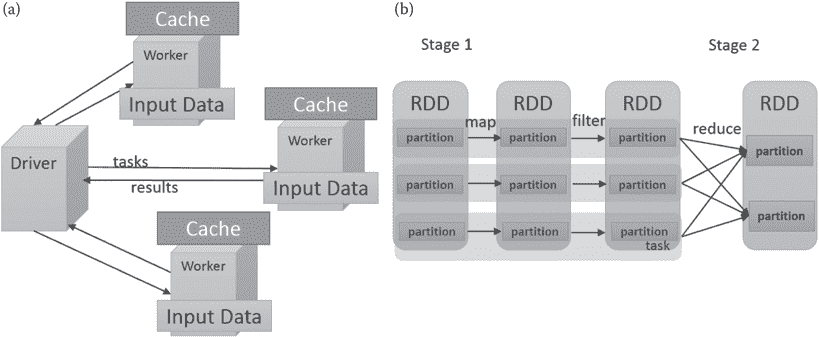 (a)
Cache
Worker
Input Data
Driver
tasks
results
Cache
Worker
Input Data
Cache
Worker
Input Data
(b)
Stage 1
Stage 2
RDD
RDD
RDD
RDD
map
filter
reduce
partition
partition
partition
partition
partition
partition
partition
partition
partition
partition
partition
task